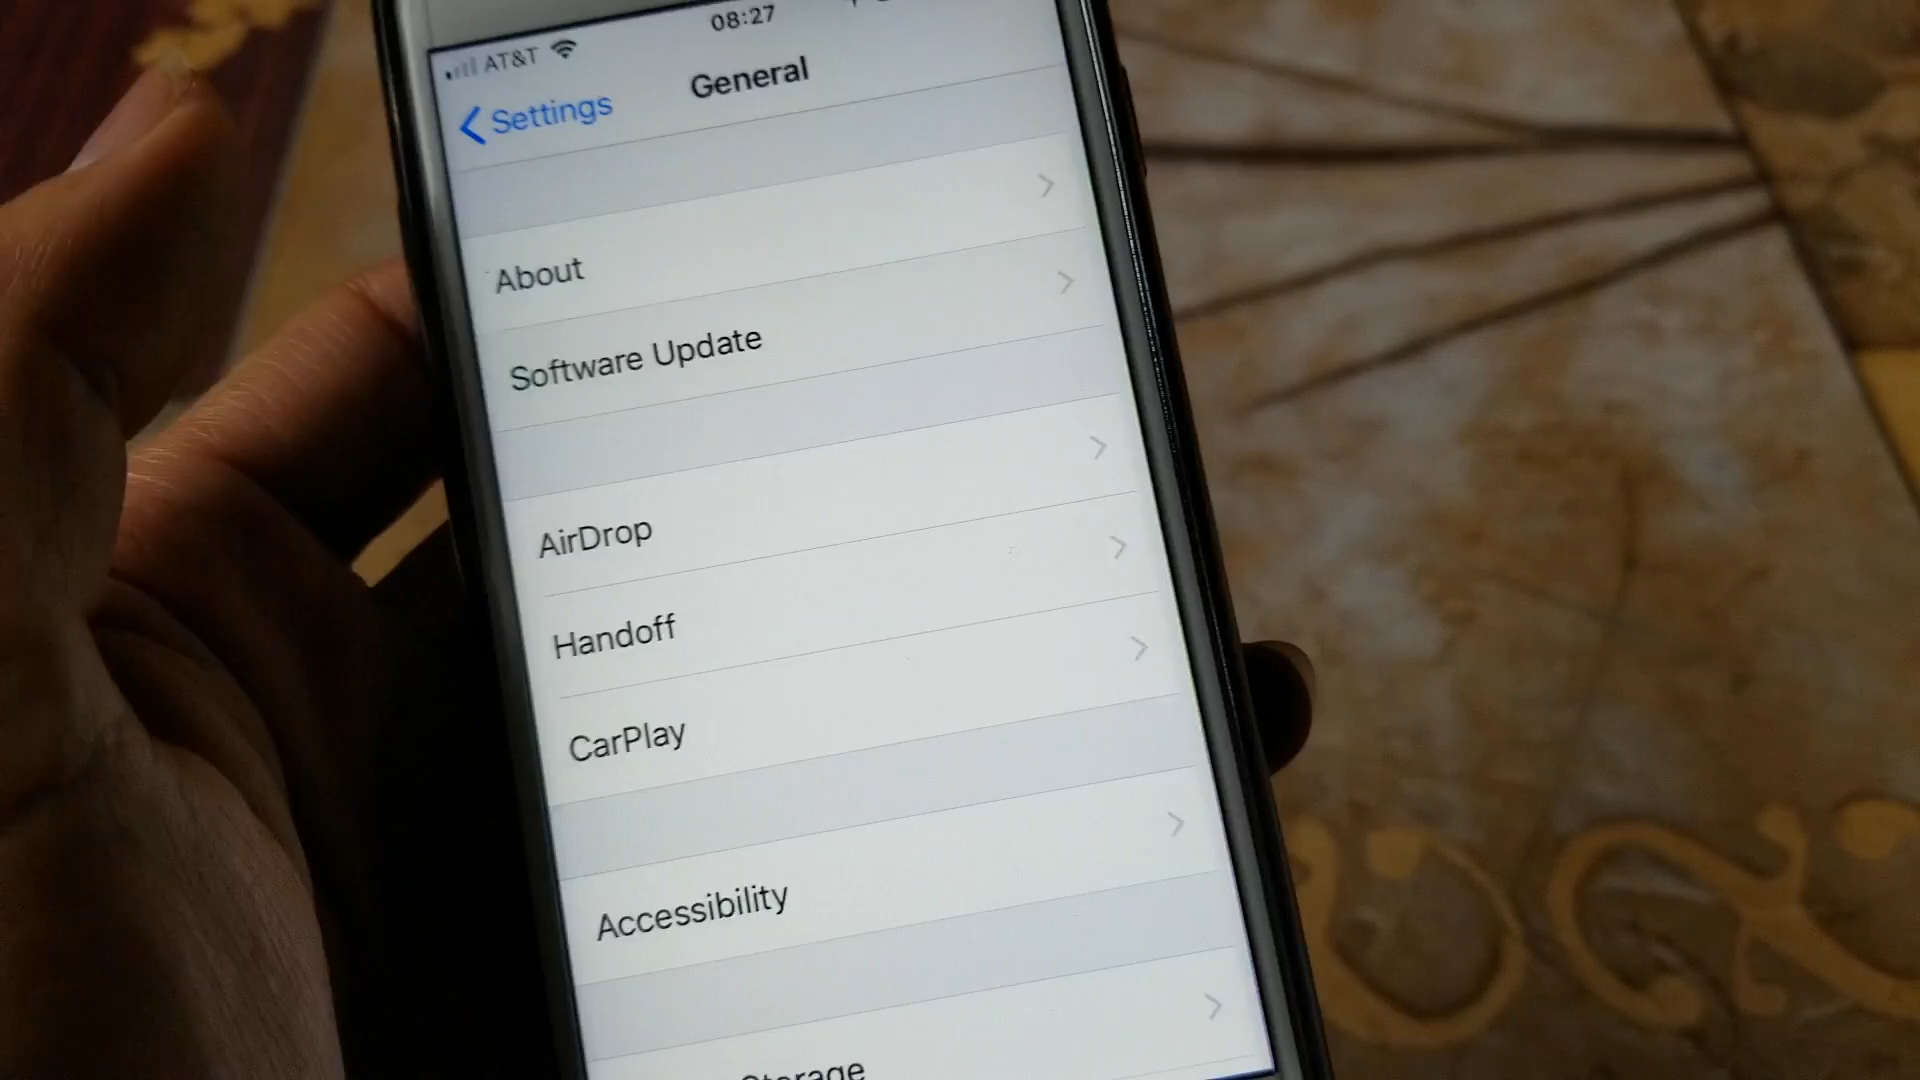 AT&T
08:27
Settings
General
About
Software Update
AirDrop
Handoff
CarPlay
Accessibility
Storage